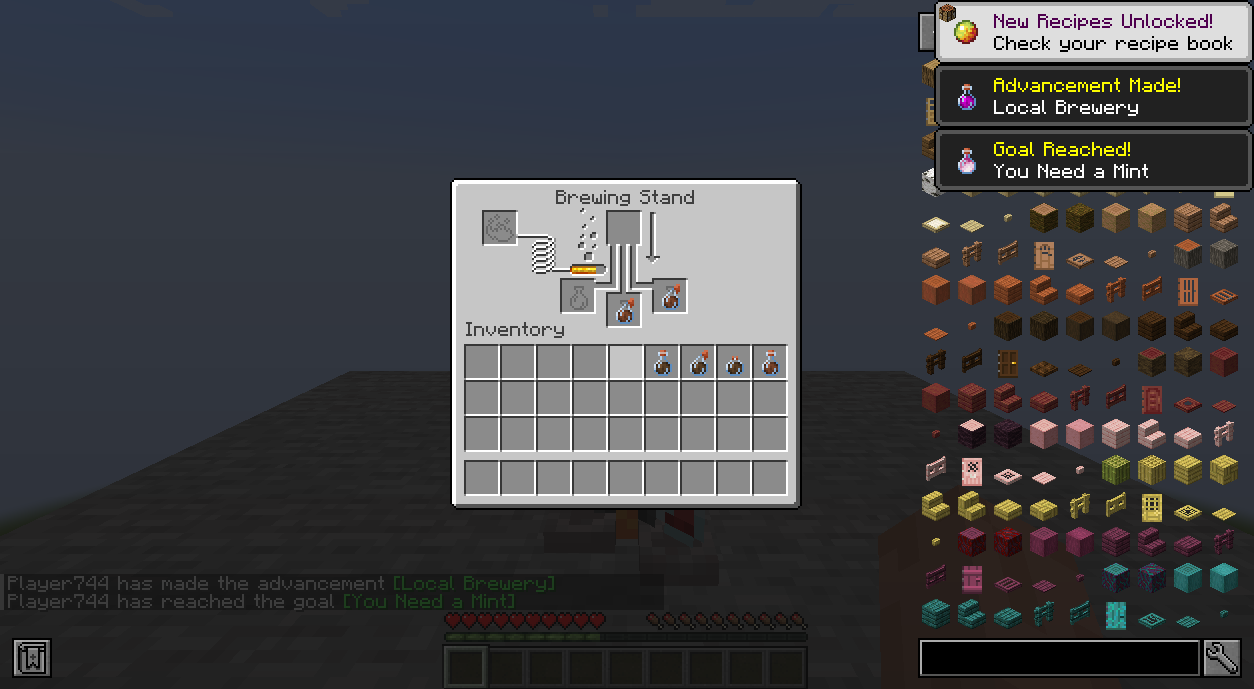 New Recipes Unlocked!
Check your recipe book
Advancement Made!
Local Brewery
Goal Reached!
You Need a Mint
Brewing Stand
Inventory
Player744 has made the advancement [Local Brewery]
Player744 has reached the goal [You Need a Mint]